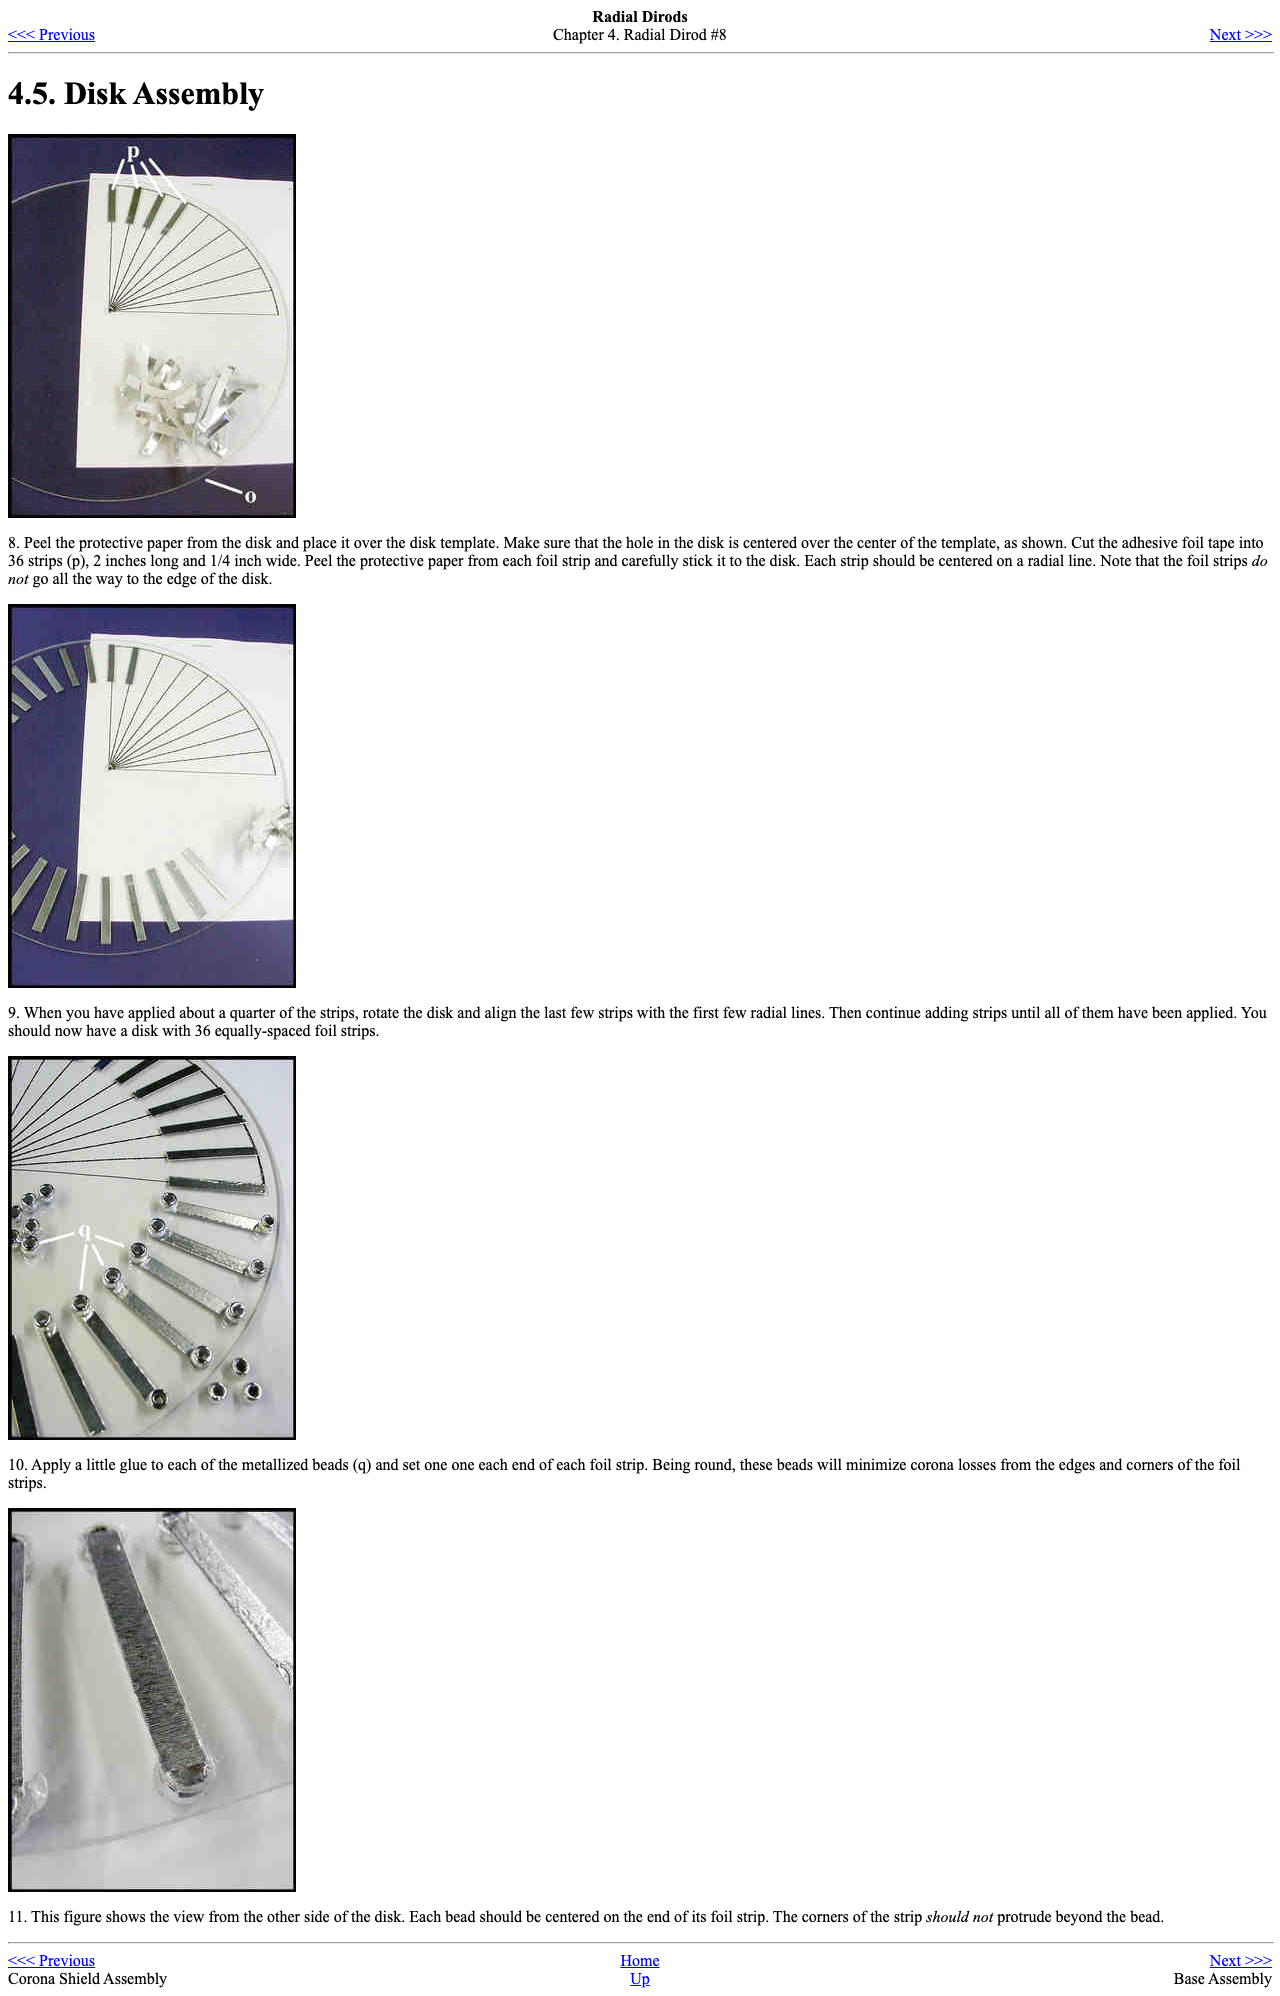 Radial Dirods
<<< Previous Chapter 4. Radial Dirod #8 Next >>>
4.5. Disk Assembly
p
o
8. Peel the protective paper from the disk and place it over the disk template. Make sure that the hole in the disk is centered over the center of the template, as shown. Cut the adhesive foil tape into
36 strips (p), 2 inches long and 1/4 inch wide. Peel the protective paper from each foil strip and carefully stick it to the disk. Each strip should be centered on a radial line. Note that the foil strips do
not go all the way to the edge of the disk.
9. When you have applied about a quarter of the strips, rotate the disk and align the last few strips with the first few radial lines. Then continue adding strips until all of them have been applied. You
should now have a disk with 36 equally-spaced foil strips.
q
10. Apply a little glue to each of the metallized beads (q) and set one one each end of each foil strip. Being round, these beads will minimize corona losses from the edges and corners of the foil
strips.
11. This figure shows the view from the other side of the disk. Each bead should be centered on the end of its foil strip. The corners of the strip should not protrude beyond the bead.
<<< Previous Home Next >>>
Corona Shield Assembly Up Base Assembly